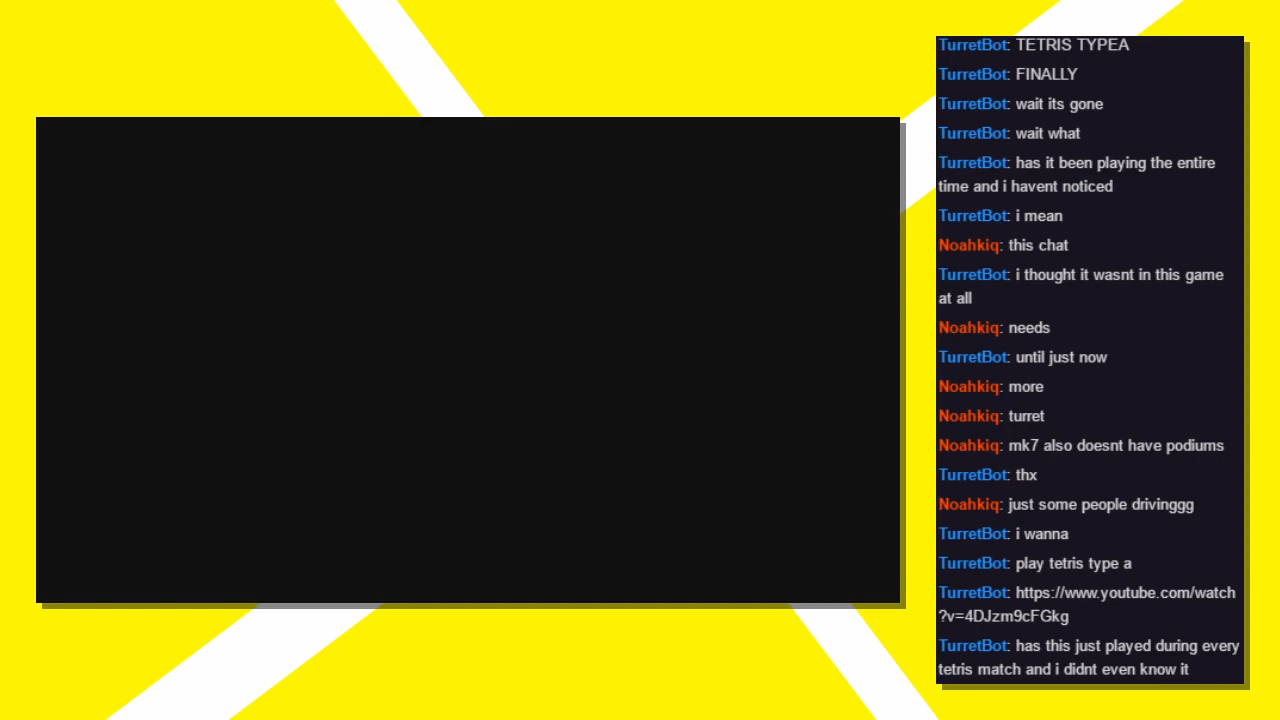 TurretBot: TETRIS TYPEA
TurretBot: FINALLY
TurretBot: wait its gone
TurretBot: wait what
TurretBot: has it been playing the entire
time and i havent noticed
TurretBot: i mean
Noahkiq: this chat
TurretBot: i thought it wasnt in this game
at all
Noahkiq: needs
TurretBot: until just now
Noahkiq: more
Noahkiq: turret
Noahkiq: mk7 also doesnt have podiums
TurretBot: thx
Noahkiq: just some people drivinggg
TurretBot: i wanna
TurretBot: play tetris type a
TurretBot: https://www.youtube.com/watch
?v=4DJzm9cFGkg
TurretBot: has this just played during every
tetris match and i didnt even know it